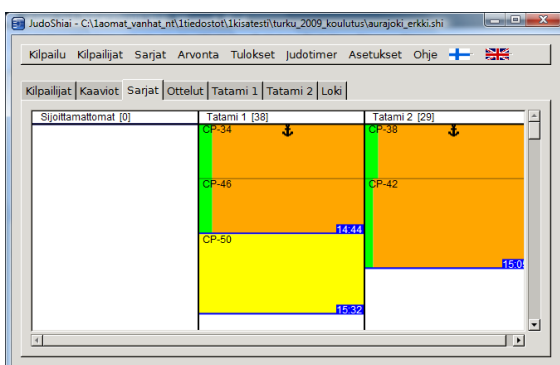 JudoShiai - C:\1aomat_vanhat_nt\1tiedostot\1kisatesti\turku_2009_koulutus\aurajoki_erkki.shi
Kilpailu Kilpailijat Sarjat Arvonta Tulokset Judotimer Asetukset Ohje
Kilpailijat Kaaviot Sarjat Ottelut Tatami 1 Tatami 2 Loki
Sijoittamattomat [0] Tatami 1 [38] Tatami 2 [29]
CP-34 CP-38
CP-46 CP-42
14:44
CP-50
15:32